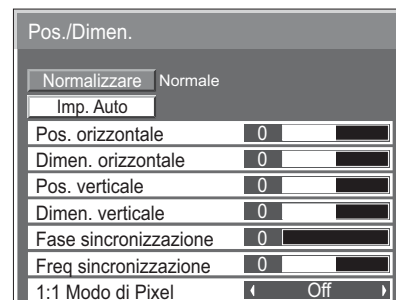 Pos./Dimen.
Normalizzare Normale
Imp. Auto
Pos. orizzontale 0
Dimen. orizzontale 0
Pos. verticale 0
Dimen. verticale 0
Fase sincronizzazione 0
Freq sincronizzazione 0
1:1 Modo di Pixel Off